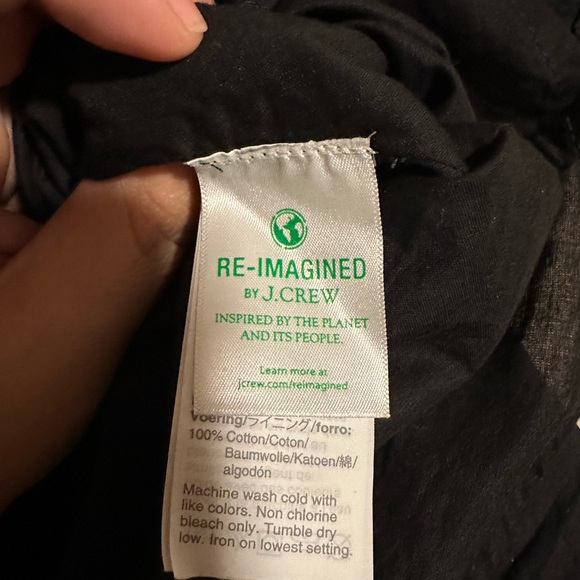 RE-IMAGINED
BY J.CREW
INSPIRED BY THE PLANET
AND ITS PEOPLE.
Learn more at
jcrew.com/reimagined
Voering/ライニング/forro:
100% Cotton/Coton/
Baumwolle/Katoen/綿/
algodón
Machine wash cold with
like colors. Non chlorine
bleach only. Tumble dry
low. Iron on lowest setting.